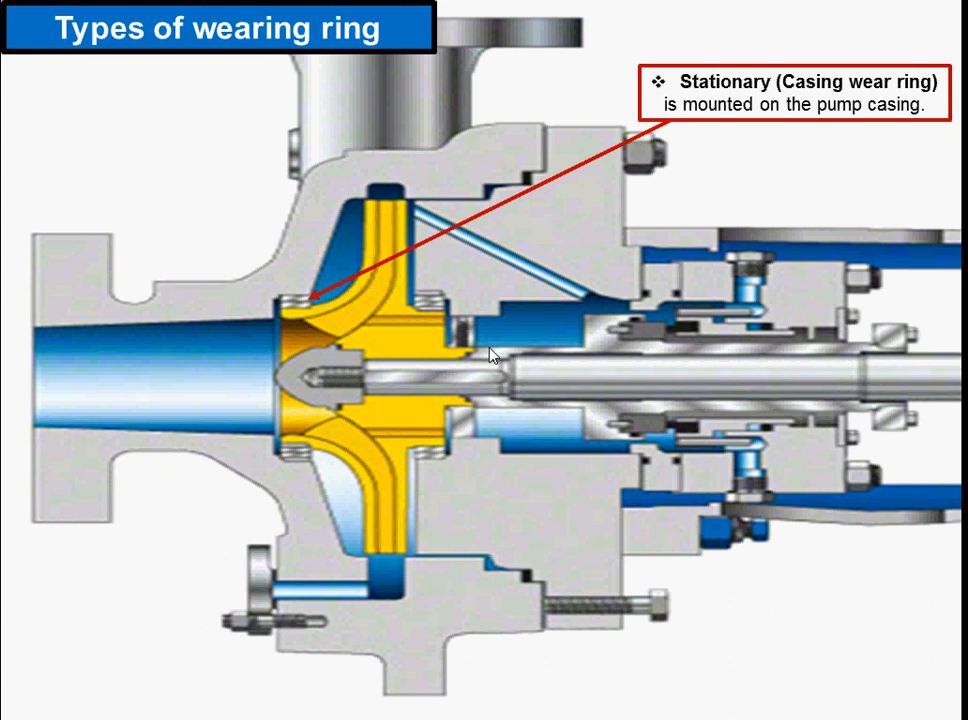 Types of wearing ring
❖ Stationary (Casing wear ring)
is mounted on the pump casing.